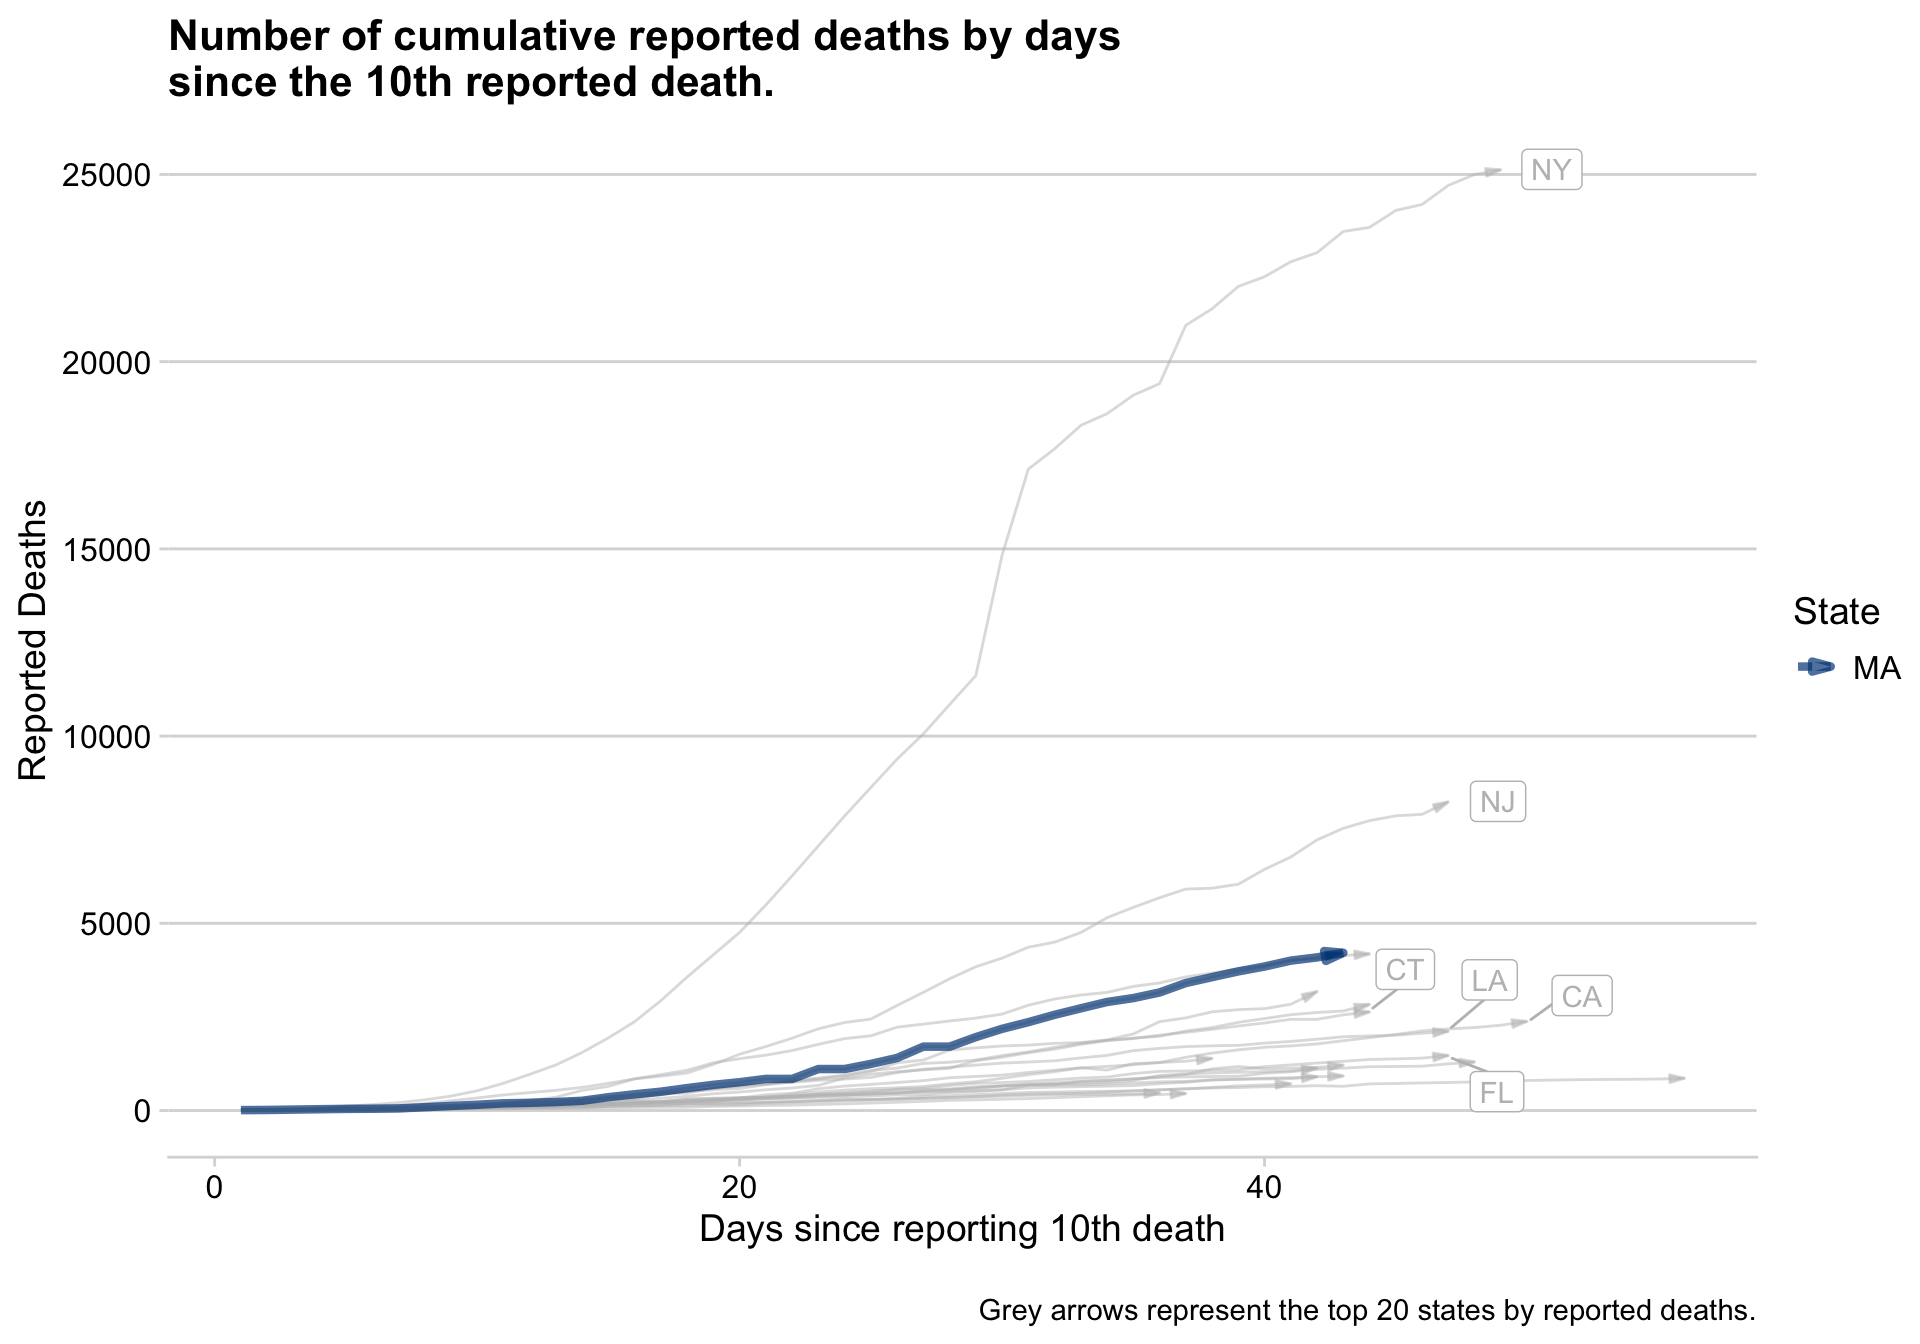 Number of cumulative reported deaths by days
since the 10th reported death.
Reported Deaths
25000
20000
15000
10000
5000
0
NY
NJ
CT
LA
CA
FL
State
MA
0
20
40
Days since reporting 10th death
Grey arrows represent the top 20 states by reported deaths.